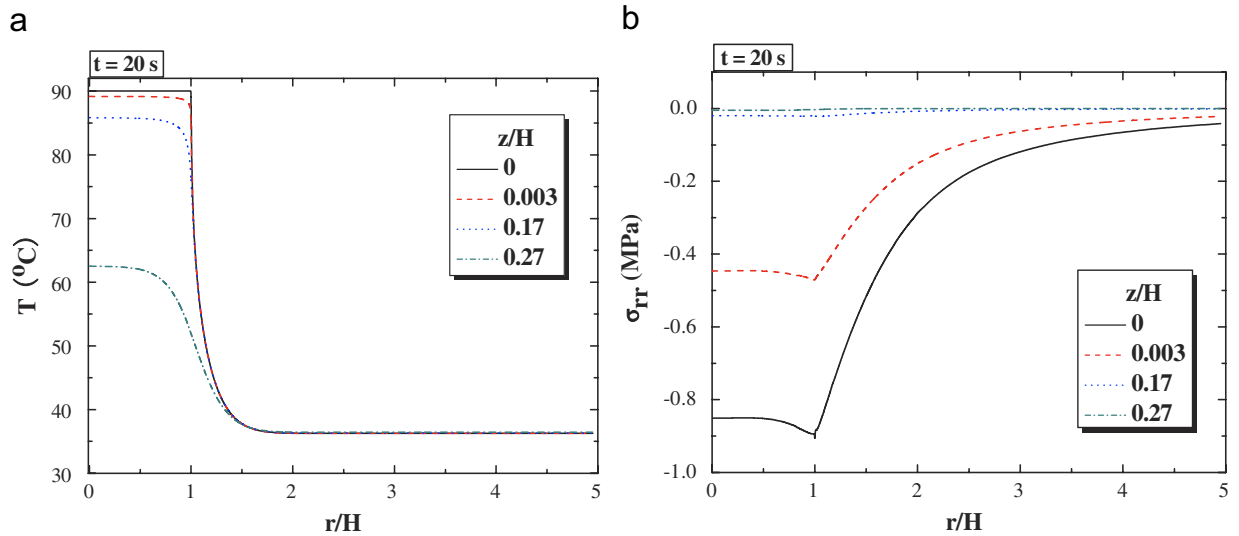 a
t = 20 s
90
80
70
60
50
40
30
T (⁰C)
z/H
0
0.003
0.17
0.27
0 1 2 3 4 5
r/H
b
t = 20 s
0.0
-0.2
-0.4
-0.6
-0.8
-1.0
σrr (MPa)
z/H
0
0.003
0.17
0.27
0 1 2 3 4 5
r/H